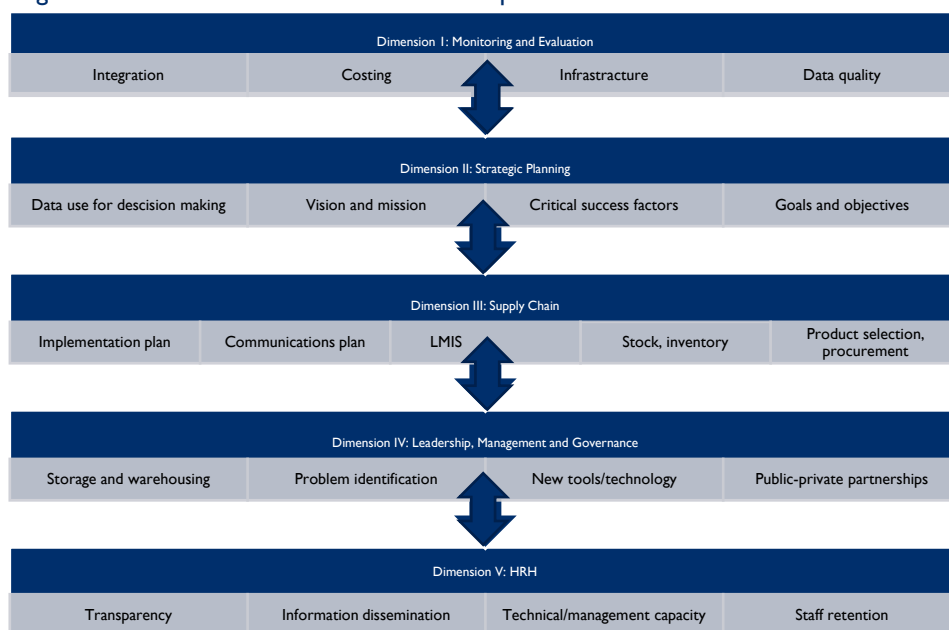 Dimension I: Monitoring and Evaluation
Integration
Costing
Infrastracture
Data quality
Dimension II: Strategic Planning
Data use for descision making
Vision and mission
Critical success factors
Goals and objectives
Dimension III: Supply Chain
Implementation plan
Communications plan
LMIS
Stock, inventory
Product selection,
procurement
Dimension IV: Leadership, Management and Governance
Storage and warehousing
Problem identification
New tools/technology
Public-private partnerships
Dimension V: HRH
Transparency
Information dissemination
Technical/management capacity
Staff retention